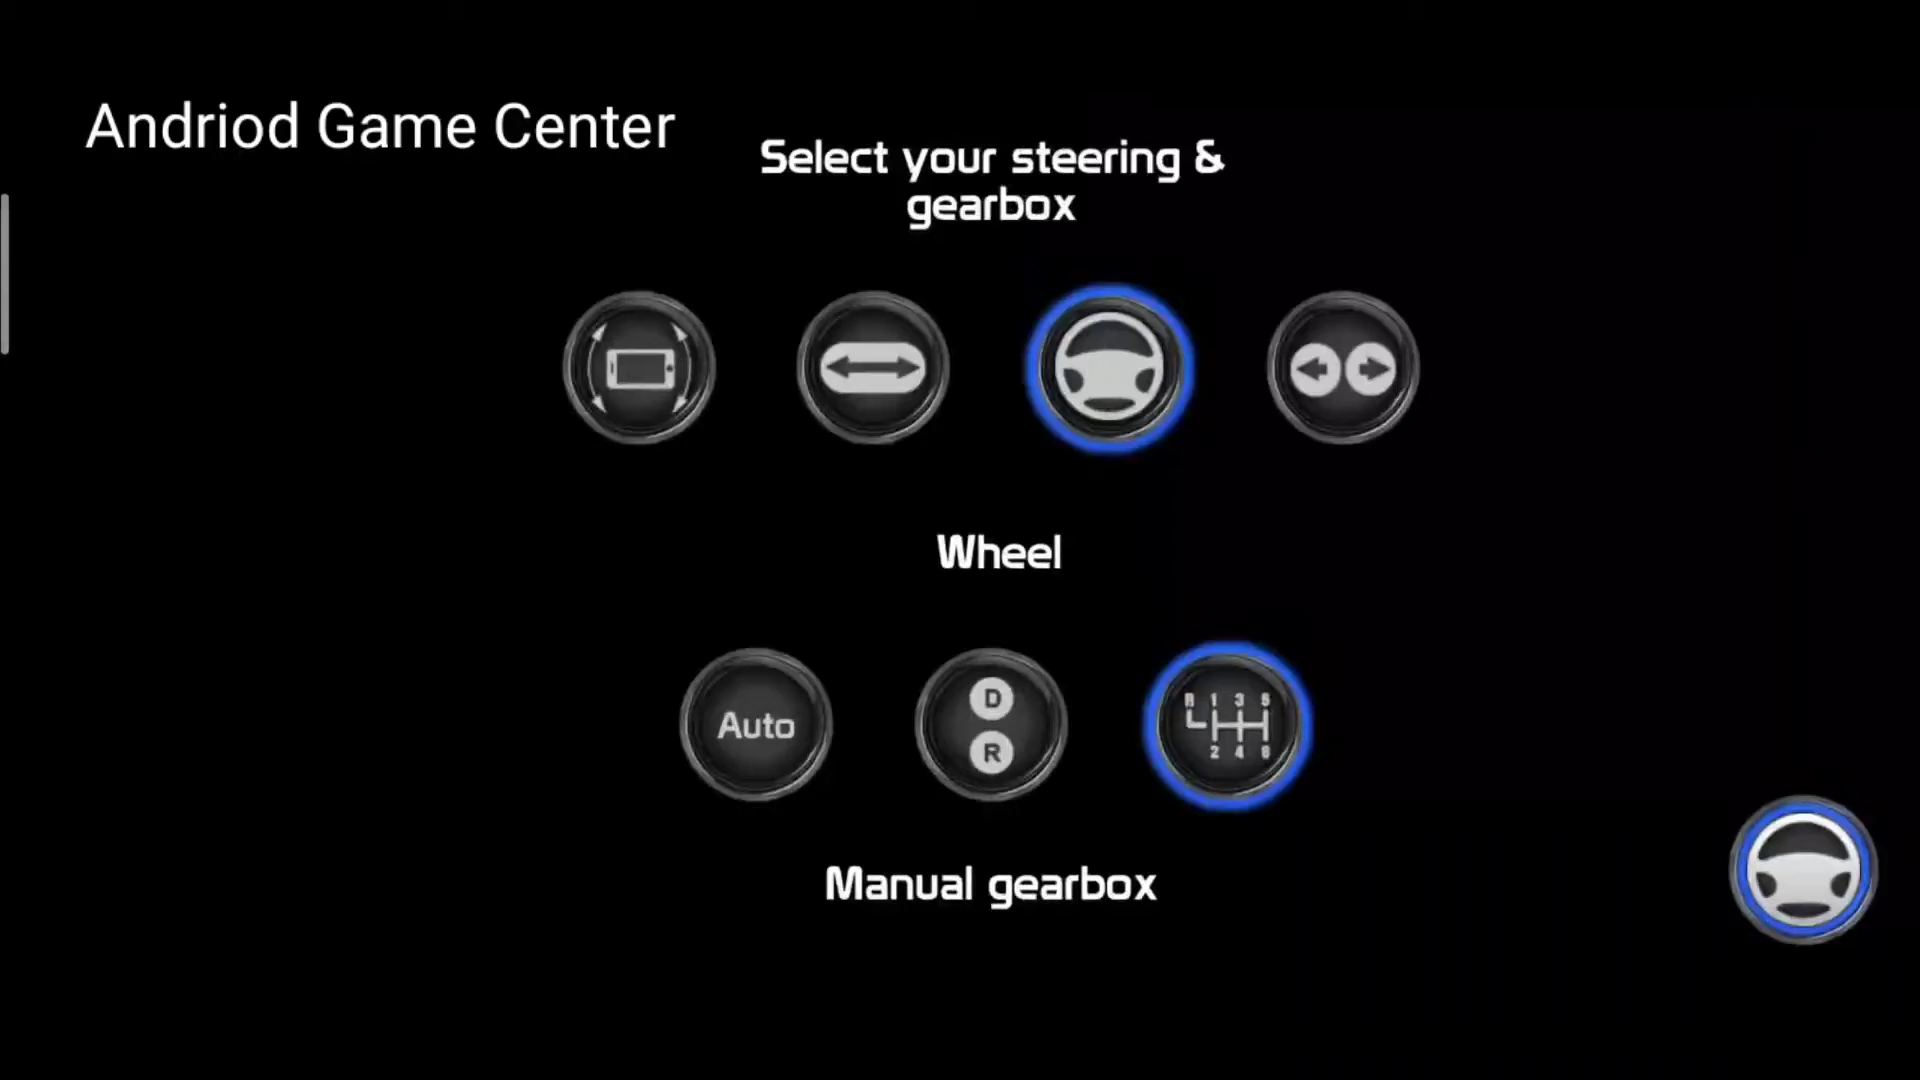 Andriod Game Center
Select your steering &
gearbox
Wheel
Auto
D
R
R 1 3 5
2 4 6
Manual gearbox